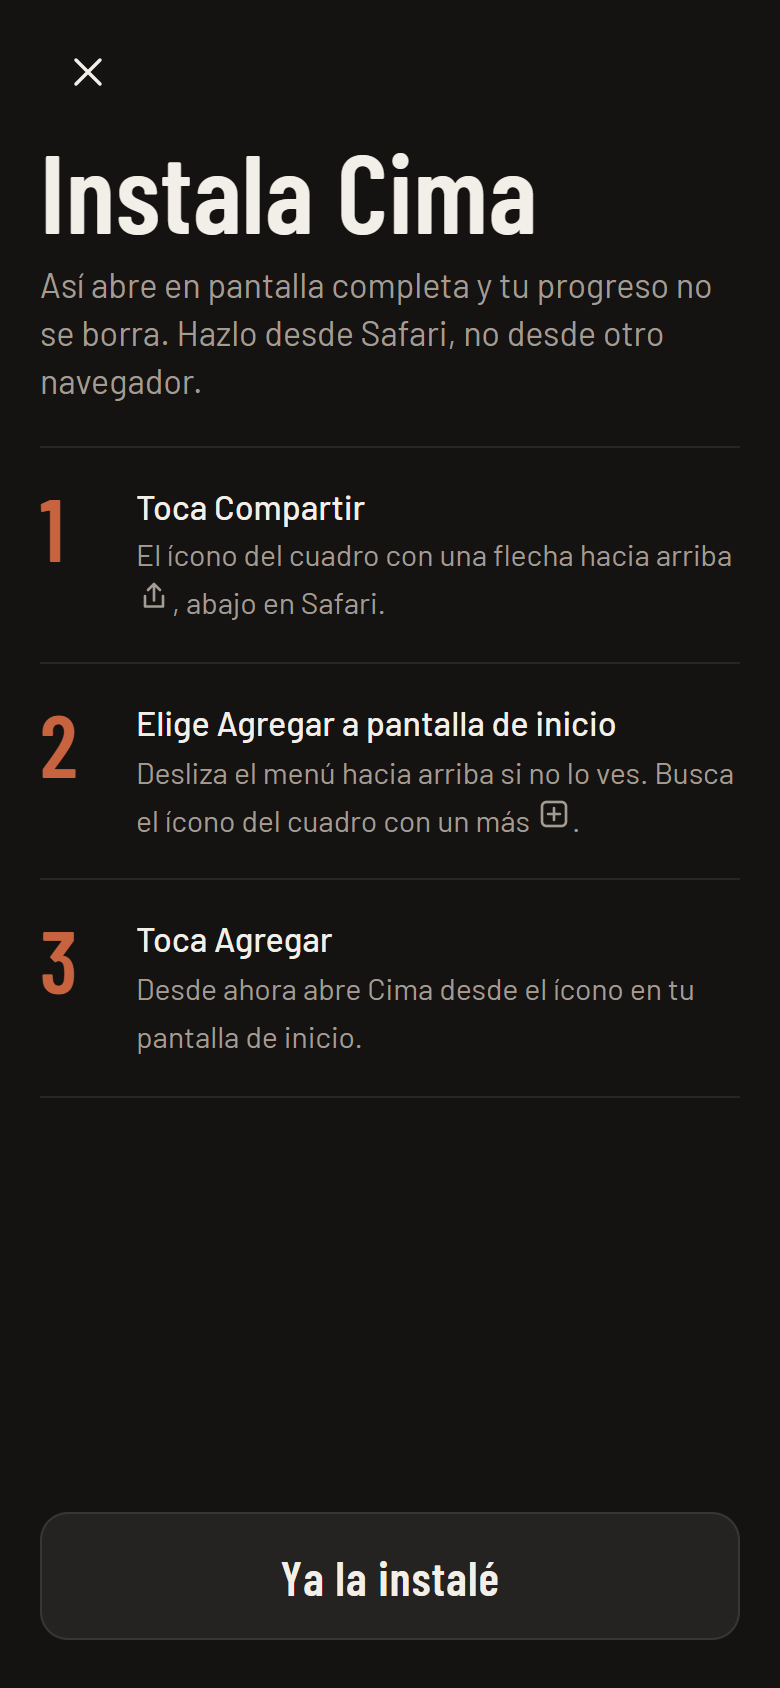 Instala Cima
Así abre en pantalla completa y tu progreso no
se borra. Hazlo desde Safari, no desde otro
navegador.
1
Toca Compartir
El ícono del cuadro con una flecha hacia arriba
, abajo en Safari.
2
Elige Agregar a pantalla de inicio
Desliza el menú hacia arriba si no lo ves. Busca
el ícono del cuadro con un más .
3
Toca Agregar
Desde ahora abre Cima desde el ícono en tu
pantalla de inicio.
Ya la instalé